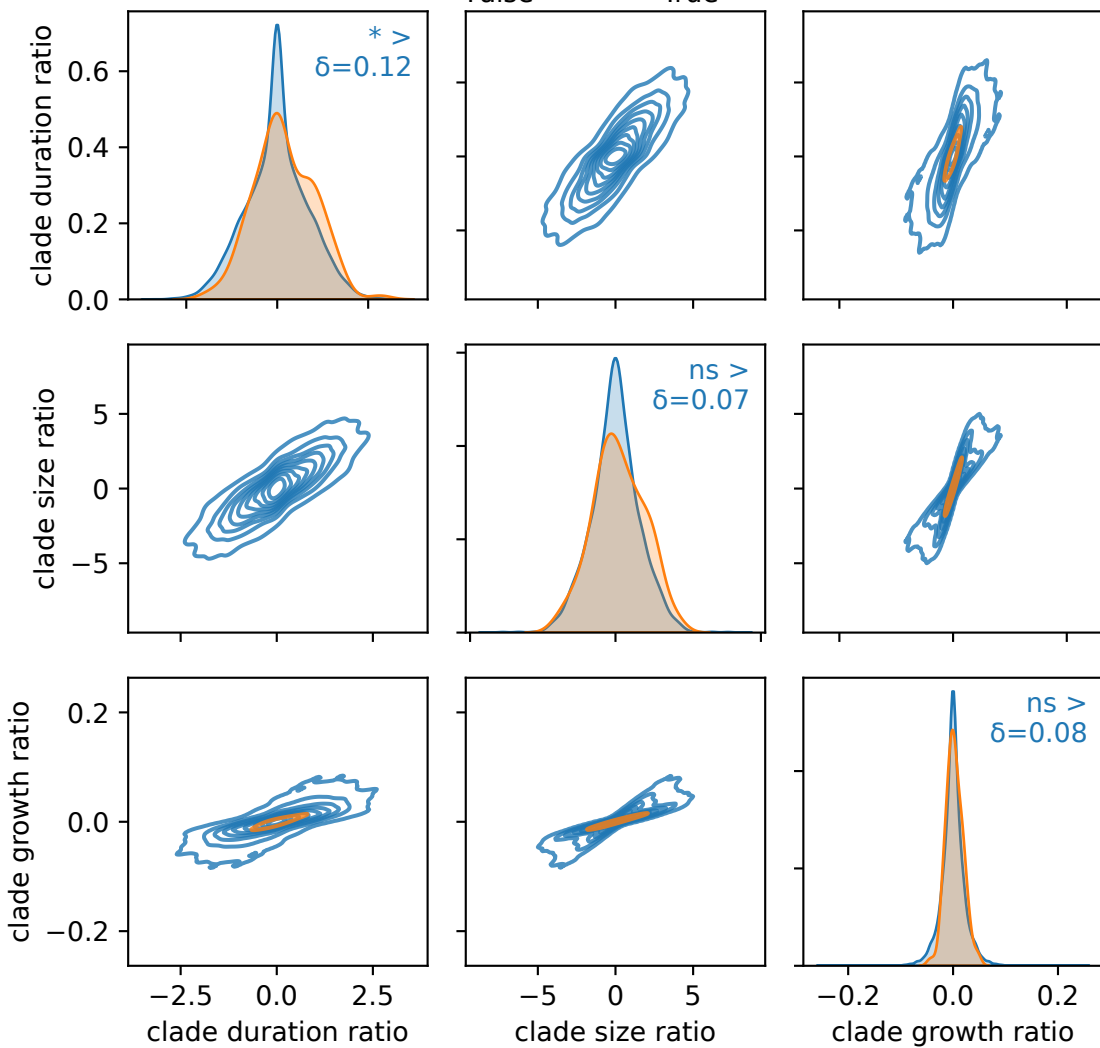 * >
δ=0.12
clade duration ratio
0.6
0.4
0.2
0.0
ns >
δ=0.07
clade size ratio
5
0
−5
ns >
δ=0.08
clade growth ratio
0.2
0.0
−0.2
−2.5 0.0 2.5
−5 0 5
−0.2 0.0 0.2
clade duration ratio
clade size ratio
clade growth ratio